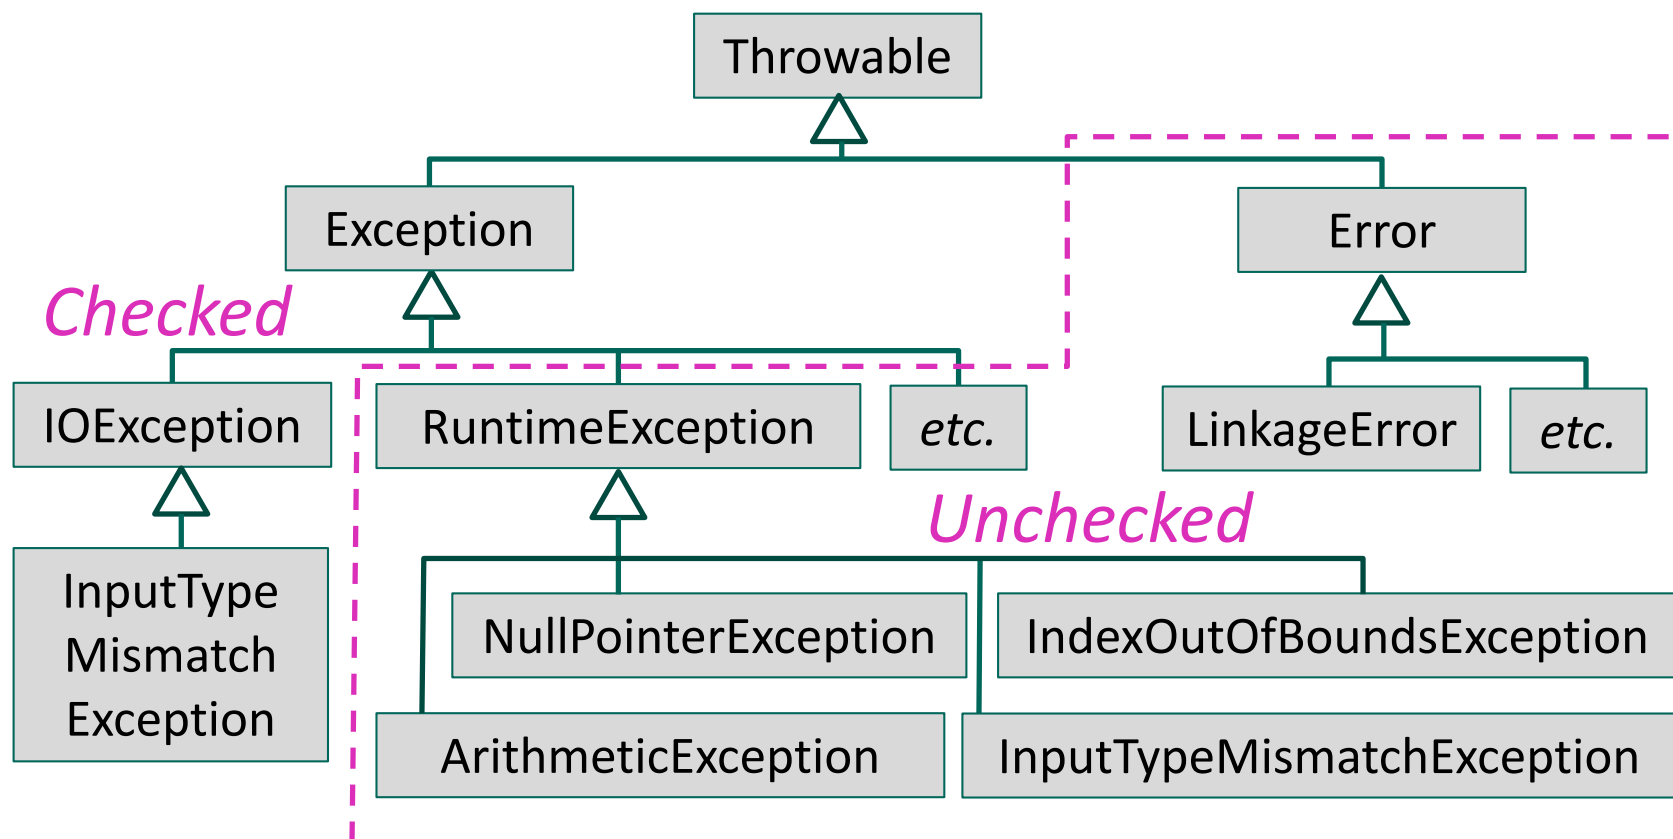 Throwable
Exception
Error
Checked
IOException
RuntimeException
etc.
LinkageError
etc.
Unchecked
InputType
Mismatch
Exception
NullPointerException
IndexOutOfBoundsException
ArithmeticException
InputTypeMismatchException